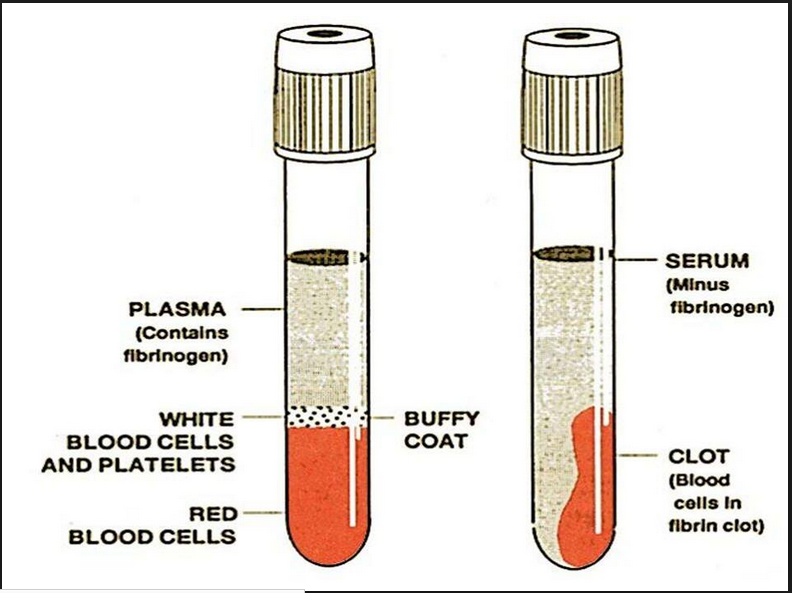 PLASMA
(Contains
fibrinogen)
WHITE
BLOOD CELLS
AND PLATELETS
RED
BLOOD CELLS
BUFFY
COAT
SERUM
(Minus
fibrinogen)
CLOT
(Blood
cells in
fibrin clot)